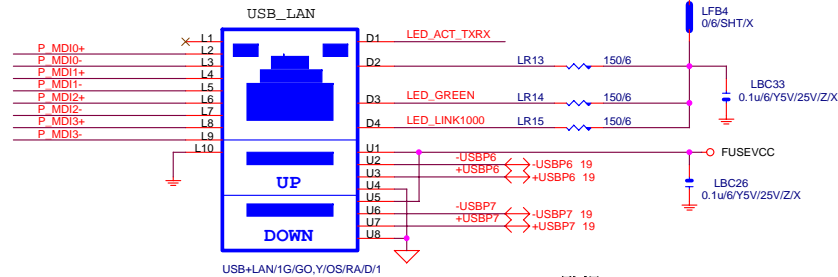 USB_LAN
LFB4
0/6/SHT/X
L1
D1
LED_ACT_TXRX
P_MDI0+
L2
P_MDI0-
L3
D2
LR13
150/6
P_MDI1+
L4
P_MDI1-
L5
LBC33
0.1u/6/Y5V/25V/Z/X
P_MDI2+
L6
D3
LED_GREEN
LR14
150/6
P_MDI2-
L7
P_MDI3+
L8
D4
LED_LINK1000
LR15
150/6
P_MDI3-
L9
L10
U1
FUSEVCC
U2
-USBP6
-USBP6 19
U3
+USBP6
+USBP6 19
UP
U4
LBC26
0.1u/6/Y5V/25V/Z/X
U5
U6
-USBP7
-USBP7 19
U7
+USBP7
+USBP7 19
DOWN
U8
USB+LAN/1G/GO,Y/OS/RA/D/1